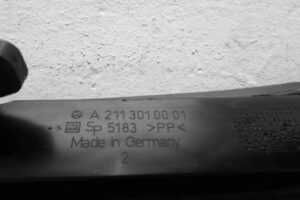 A 211 301 00 01
Sp 5183 >PP<
Made in Germany
2